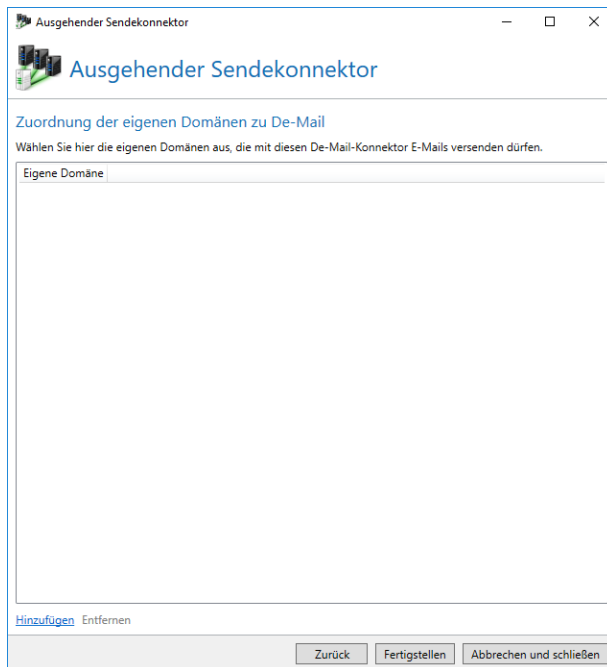 Ausgehender Sendekonnektor
Ausgehender Sendekonnektor
Zuordnung der eigenen Domänen zu De-Mail
Wählen Sie hier die eigenen Domänen aus, die mit diesen De-Mail-Konnektor E-Mails versenden dürfen.
Eigene Domäne
Hinzufügen Entfernen
Zurück Fertigstellen Abbrechen und schließen